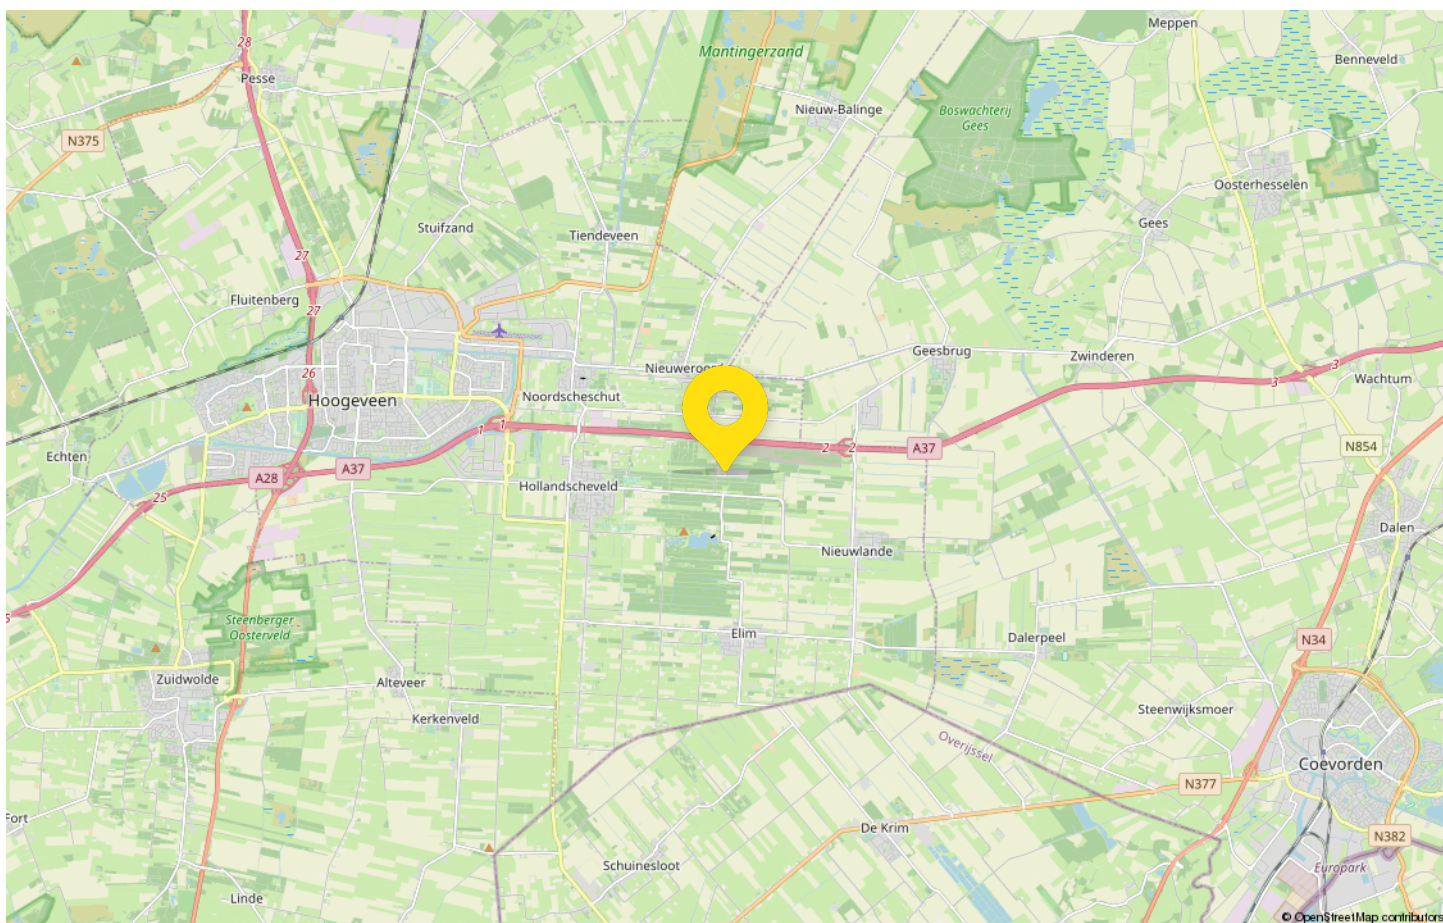 Meppen
28
Benneveld
Mantingerzand
Pesse
Nieuw-Balinge
Boswachterij
Gees
N375
Oosterhesselen
Stuifzand
Tiendeveen
Gees
27
Fluitenberg
27
Geesbrug
Zwinderen
3
Nieuweroord
26
3
Wachtum
Hoogeveen
Noordscheschut
1
1
2
2
A37
N854
Echten
A28
A37
25
Hollandscheveld
Dalen
Nieuwlande
5
Steenberger
Oosterveld
Elim
Dalerpeel
N34
Zuidwolde
Alteveer
Kerkenveld
Steenwijksmoer
Overijssel
Coevorden
N377
Fort
De Krim
N382
Schuinesloot
Europark
Linde
© OpenStreetMap contributors